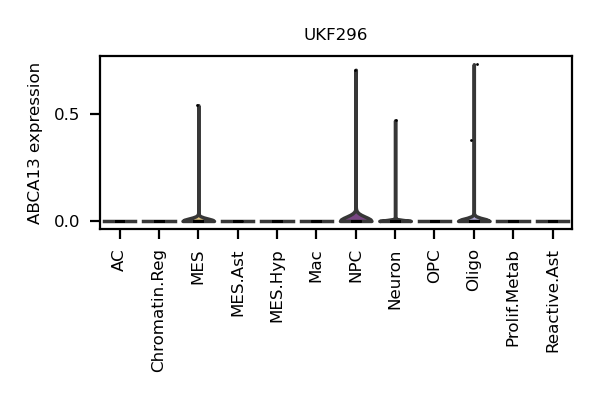 UKF296
ABCA13 expression
0.5
0.0
AC
Chromatin.Reg
MES
MES.Ast
MES.Hyp
Mac
NPC
Neuron
OPC
Oligo
Prolif.Metab
Reactive.Ast